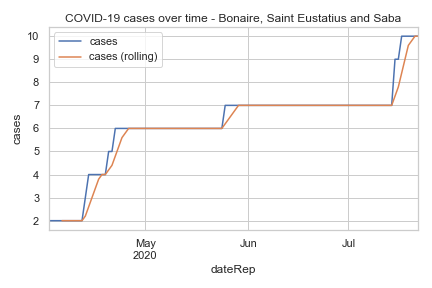 COVID-19 cases over time - Bonaire, Saint Eustatius and Saba
cases
cases (rolling)
10
9
8
7
6
5
4
3
2
cases
May
2020
Jun
Jul
dateRep